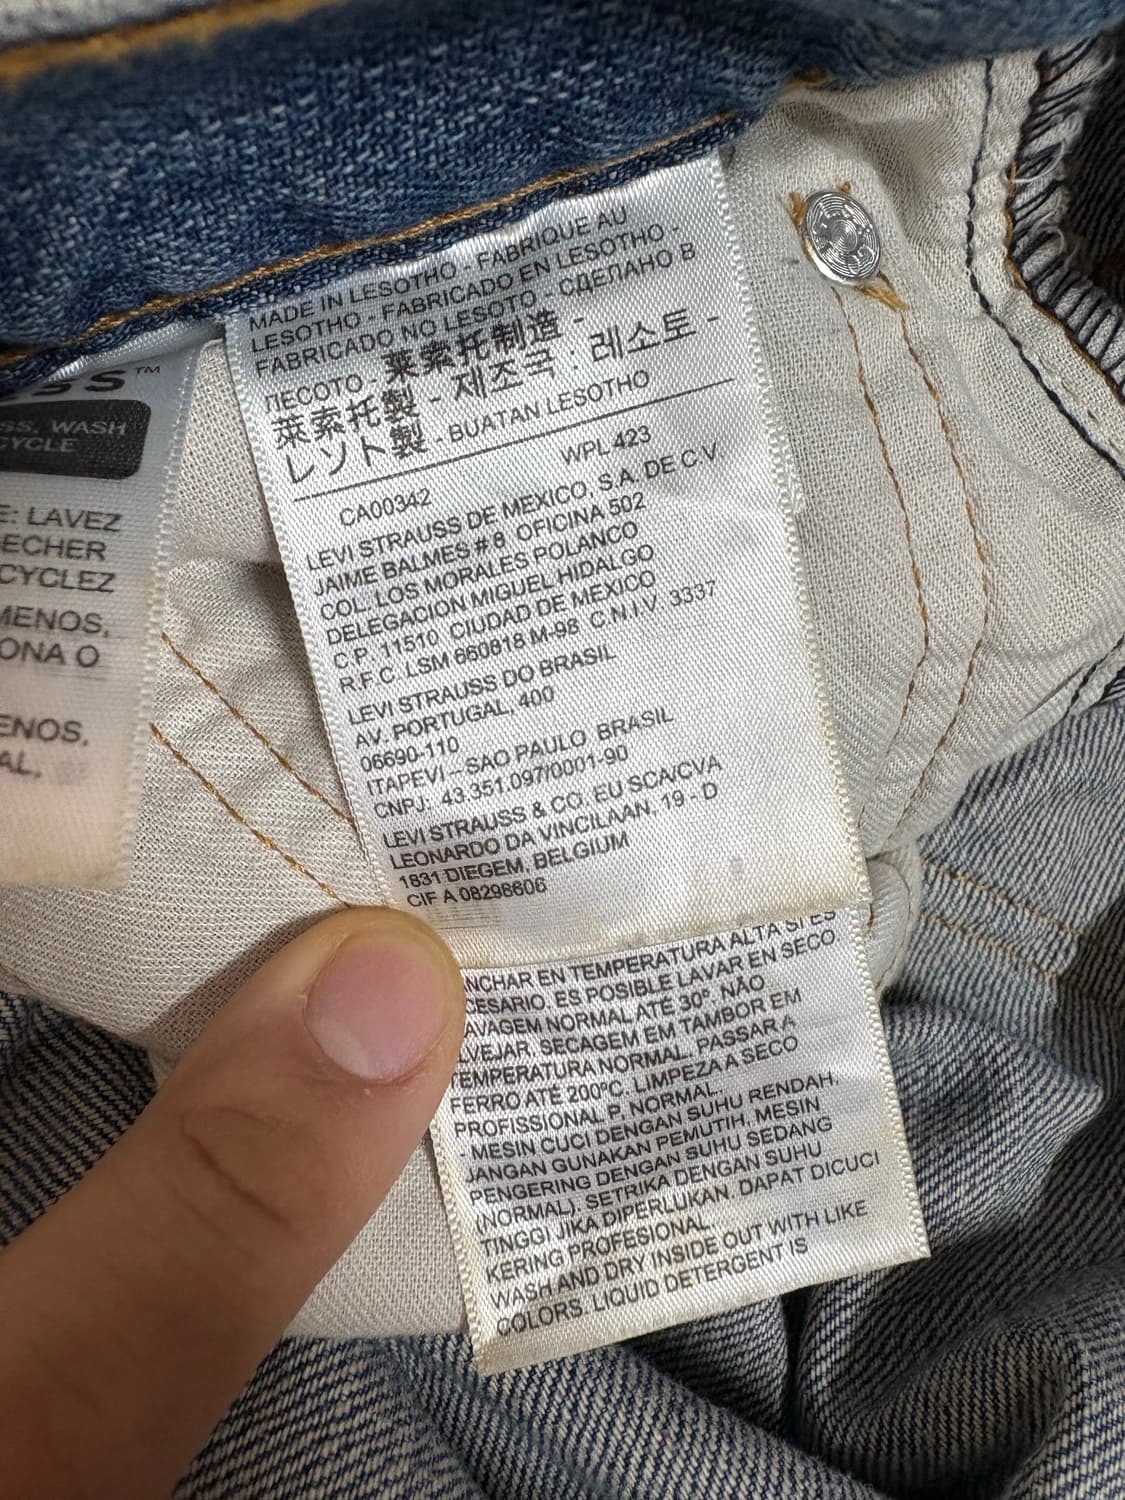 MADE IN LESOTHO - FABRIQUE AU
LESOTHO - FABRICADO EN LESOTHO -
FABRICADO NO LESOTO - СДЕЛАНО В
ЛЕСОТО - 莱索托制造 -
萊索托製 - 제조국 : 레소토 -
レソト製 - BUATAN LESOTHO
WPL 423
CA00342
LEVI STRAUSS DE MEXICO, S.A. DE C.V.
JAIME BALMES # 8 OFICINA 502
COL. LOS MORALES POLANCO
DELEGACION MIGUEL HIDALGO
C.P. 11510 CIUDAD DE MEXICO
R.F.C. LSM 660818 M-98 C.N.I.V. 3337
LEVI STRAUSS DO BRASIL
AV. PORTUGAL, 400
06690-110
ITAPEVI – SAO PAULO BRASIL
CNPJ: 43.351.097/0001-90
LEVI STRAUSS & CO. EU SCA/CVA
LEONARDO DA VINCILAAN, 19 - D
1831 DIEGEM, BELGIUM
CIF A 08298606
NCHAR EN TEMPERATURA ALTA SI ES
ESARIO. ES POSIBLE LAVAR EN SECO
AVAGEM NORMAL ATÉ 30º. NÃO
LVEJAR. SECAGEM EM TAMBOR EM
TEMPERATURA NORMAL. PASSAR A
FERRO ATÉ 200ºC. LIMPEZA A SECO
PROFISSIONAL P. NORMAL.
- MESIN CUCI DENGAN SUHU RENDAH,
JANGAN GUNAKAN PEMUTIH, MESIN
PENGERING DENGAN SUHU SEDANG
(NORMAL). SETRIKA DENGAN SUHU
TINGGI JIKA DIPERLUKAN. DAPAT DICUCI
KERING PROFESIONAL.
WASH AND DRY INSIDE OUT WITH LIKE
COLORS. LIQUID DETERGENT IS
SS™
SS, WASH
CYCLE
E: LAVEZ
ECHER
CYCLEZ
MENOS,
ONA O
ENOS,
AL.